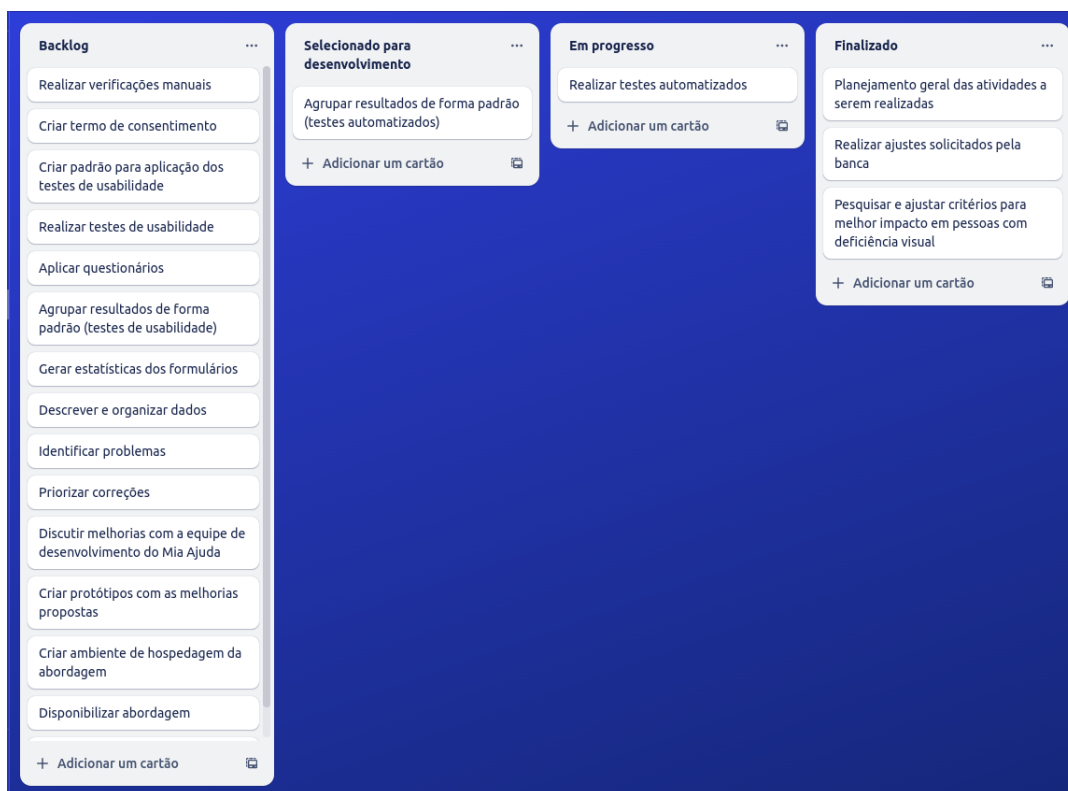 Backlog
Realizar verificações manuais
Criar termo de consentimento
Criar padrão para aplicação dos
testes de usabilidade
Realizar testes de usabilidade
Aplicar questionários
Agrupar resultados de forma
padrão (testes de usabilidade)
Gerar estatísticas dos formulários
Descrever e organizar dados
Identificar problemas
Priorizar correções
Discutir melhorias com a equipe de
desenvolvimento do Mia Ajuda
Criar protótipos com as melhorias
propostas
Criar ambiente de hospedagem da
abordagem
Disponibilizar abordagem
+ Adicionar um cartão
Selecionado para
desenvolvimento
Agrupar resultados de forma padrão
(testes automatizados)
+ Adicionar um cartão
Em progresso
Realizar testes automatizados
+ Adicionar um cartão
Finalizado
Planejamento geral das atividades a
serem realizadas
Realizar ajustes solicitados pela
banca
Pesquisar e ajustar critérios para
melhor impacto em pessoas com
deficiência visual
+ Adicionar um cartão